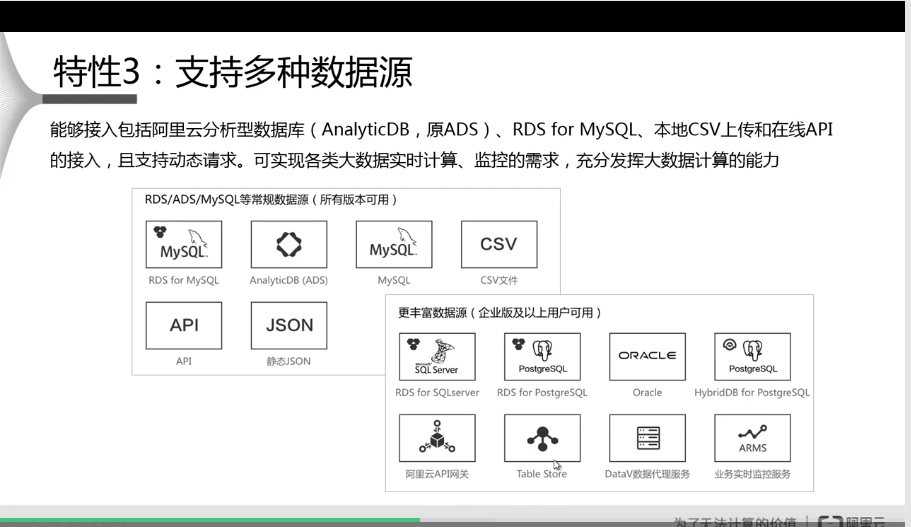 特性3：支持多种数据源
能够接入包括阿里云分析型数据库（AnalyticDB，原ADS）、RDS for MySQL、本地CSV上传和在线API
的接入，且支持动态请求。可实现各类大数据实时计算、监控的需求，充分发挥大数据计算的能力
RDS/ADS/MySQL等常规数据源（所有版本可用）
MySQL
MySQL
CSV
RDS for MySQL
AnalyticDB (ADS)
MySQL
CSV文件
API
JSON
API
静态JSON
更丰富数据源（企业版及以上用户可用）
SQL Server
PostgreSQL
ORACLE
PostgreSQL
RDS for SQLserver
RDS for PostgreSQL
Oracle
HybridDB for PostgreSQL
ARMS
阿里云API网关
Table Store
DataV数据代理服务
业务实时监控服务
为了无法计算的价值
阿里云